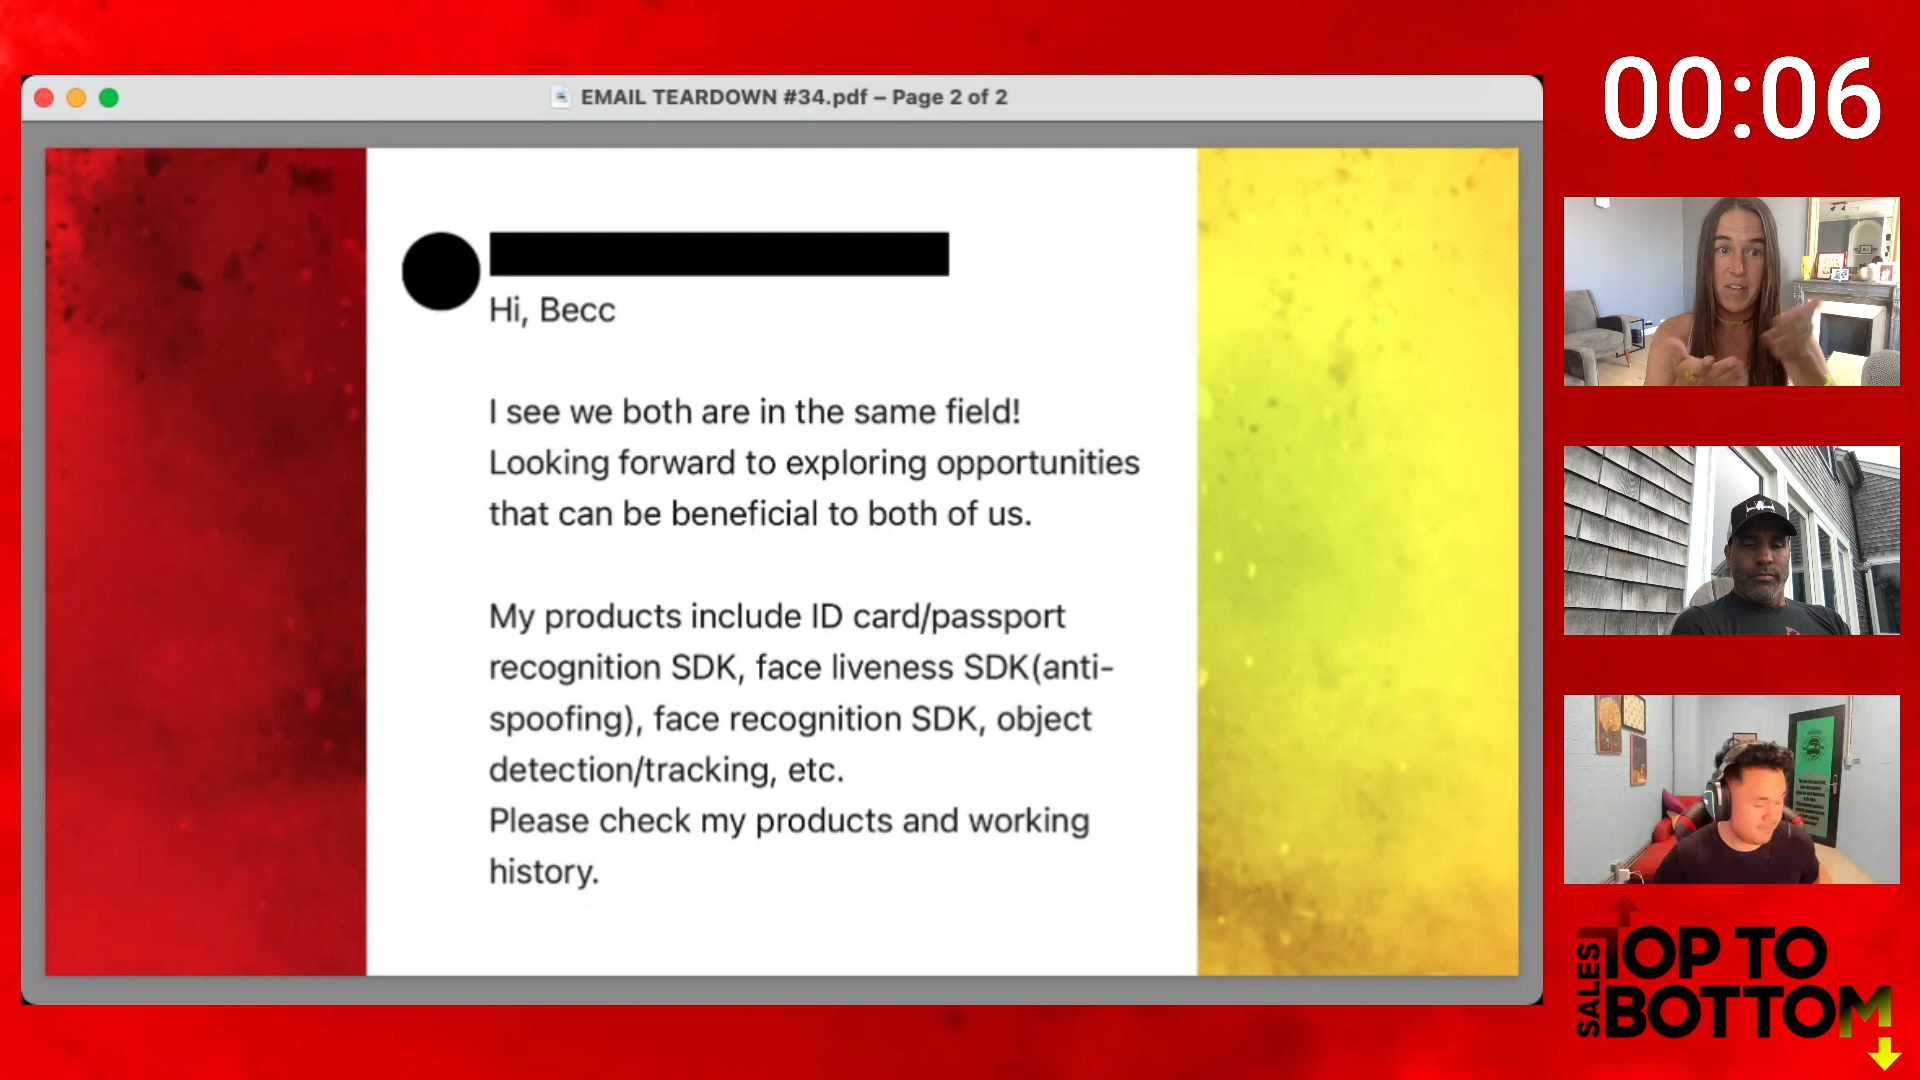 EMAIL TEARDOWN #34.pdf – Page 2 of 2
00:06
Hi, Becc
I see we both are in the same field!
Looking forward to exploring opportunities
that can be beneficial to both of us.
My products include ID card/passport
recognition SDK, face liveness SDK(anti-
spoofing), face recognition SDK, object
detection/tracking, etc.
Please check my products and working
history.
SALES
TOP TO
BOTTOM